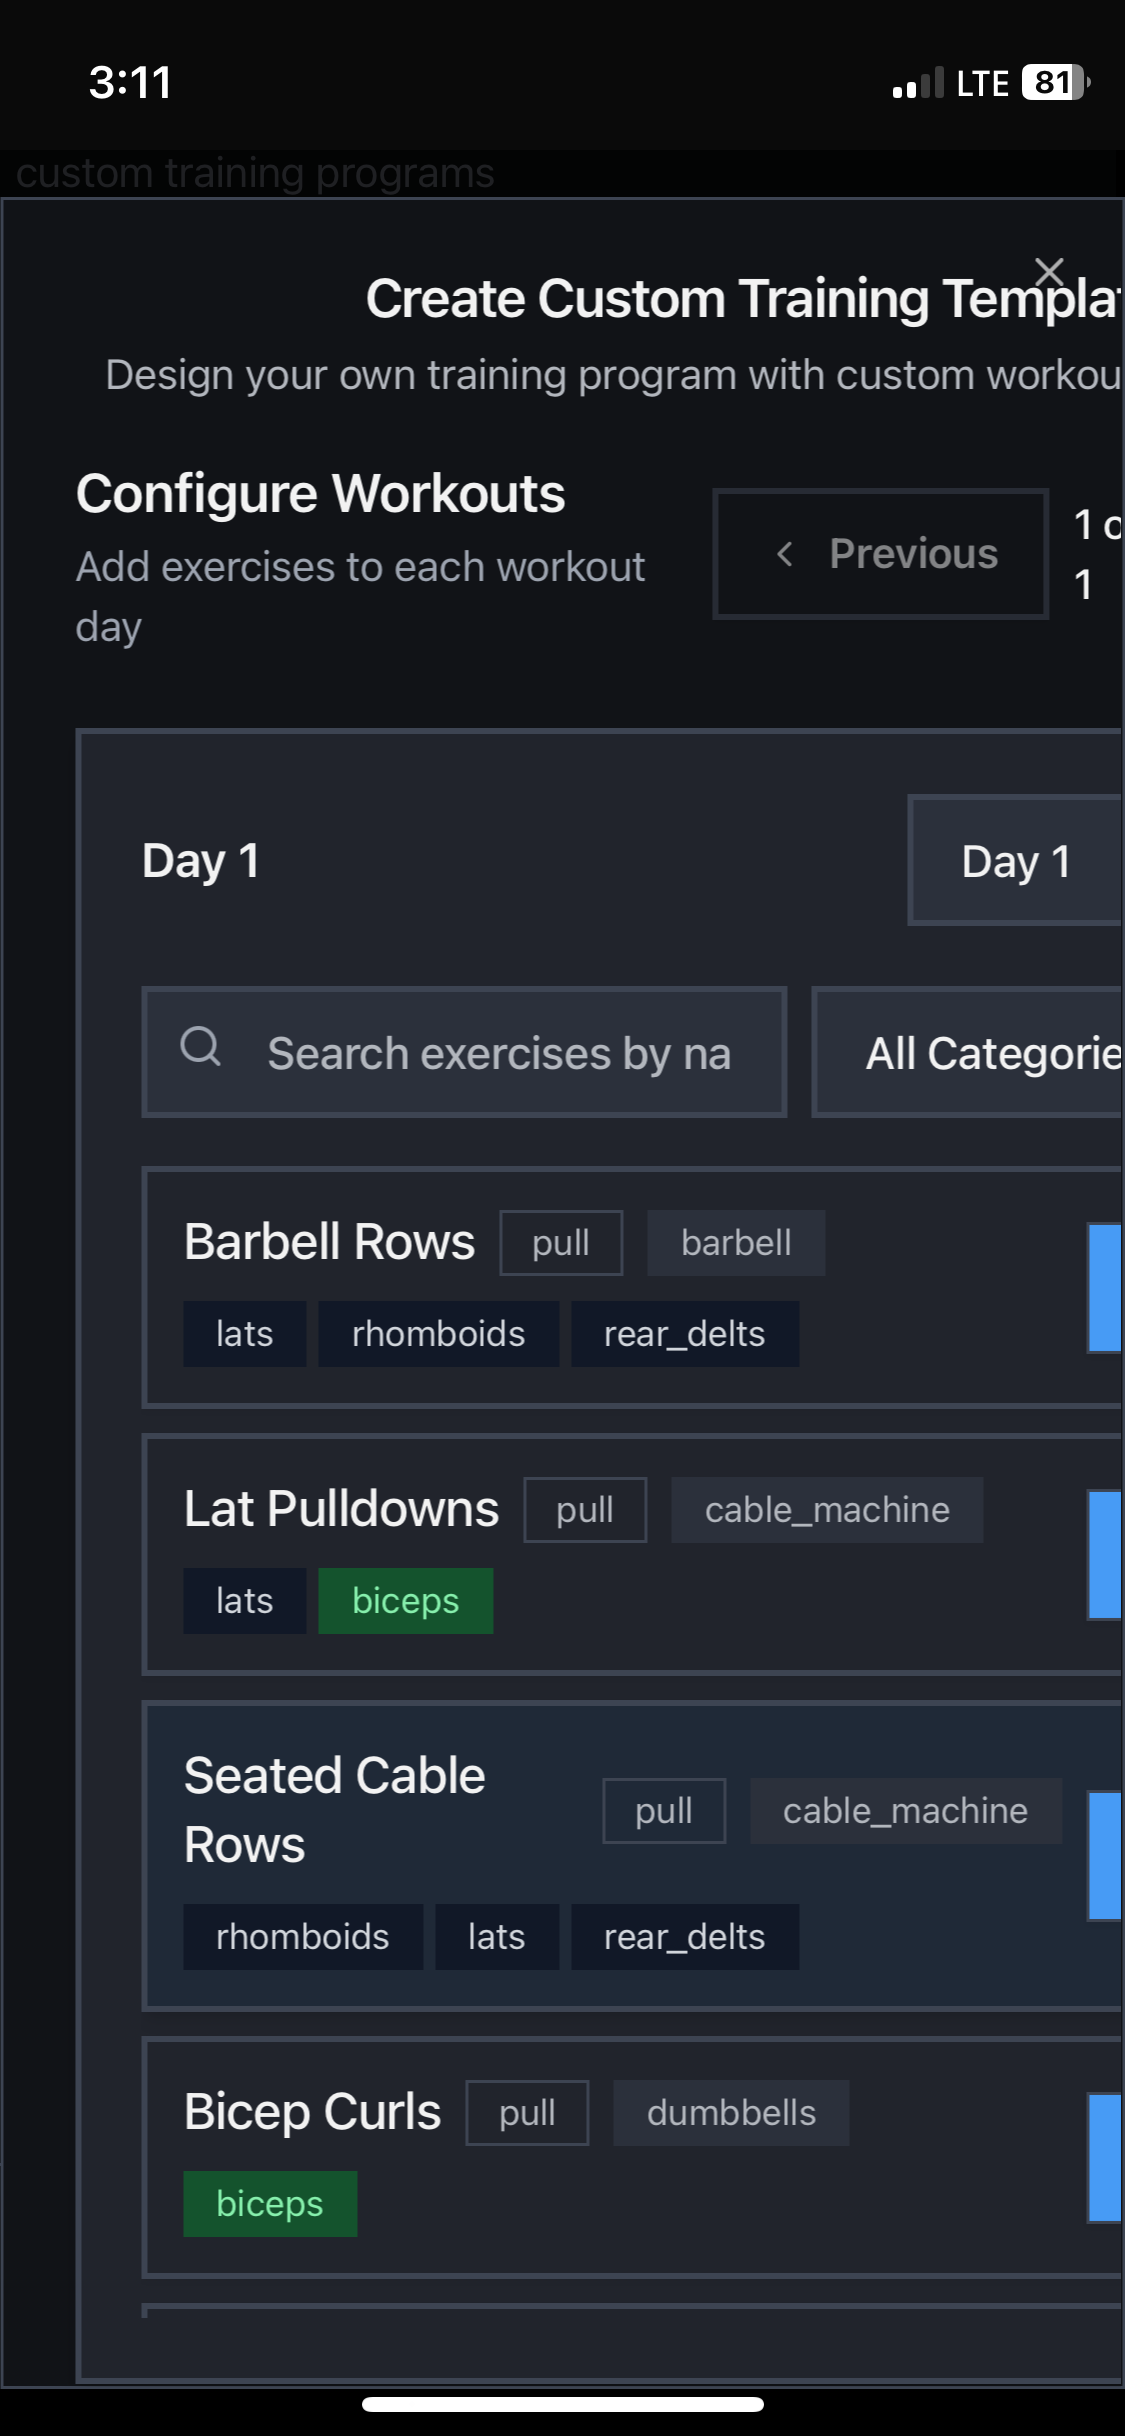 3:11
LTE 81
custom training programs
Create Custom Training Templa
Design your own training program with custom workou
Configure Workouts
Add exercises to each workout
day
Previous
1 o
1
Day 1
Day 1
Search exercises by na
All Categorie
Barbell Rows pull barbell
lats rhomboids rear_delts
Lat Pulldowns pull cable_machine
lats biceps
Seated Cable
Rows
pull cable_machine
rhomboids lats rear_delts
Bicep Curls pull dumbbells
biceps